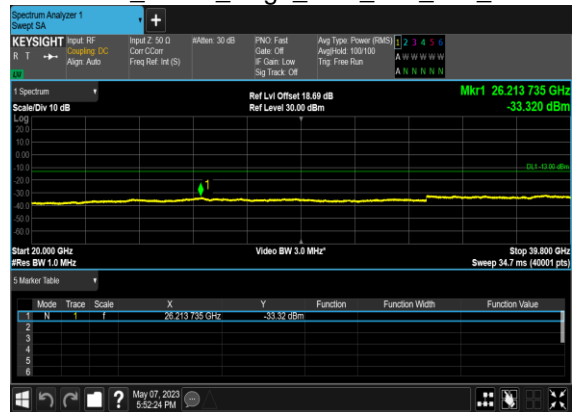 Spectrum Analyzer 1
Swept SA
+
KEYSIGHT Input: RF Input Z: 50 Ω #Atten: 30 dB PNO: Fast Avg Type: Power (RMS) 1 2 3 4 5 6
R T Coupling: DC Corr CCorr Gate: Off Avg|Hold: 100/100 A W W W W W
Align: Auto Freq Ref: Int (S) IF Gain: Low Trig: Free Run
LW Sig Track: Off A N N N N N
1 Spectrum Ref Lvl Offset 18.69 dB Mkr1 26.213 735 GHz
Scale/Div 10 dB Ref Level 30.00 dBm -33.320 dBm
Log
20.0
10.0
0.00
-10.0 DL1 -13.00 dBm
-20.0
-30.0 1
-40.0
-50.0
-60.0
Start 20.000 GHz Video BW 3.0 MHz* Stop 39.800 GHz
#Res BW 1.0 MHz Sweep 34.7 ms (40001 pts)
5 Marker Table
Mode Trace Scale X Y Function Function Width Function Value
1 N 1 f 26.213 735 GHz -33.32 dBm
2
3
4
5
6
? May 07, 2023
5:52:24 PM